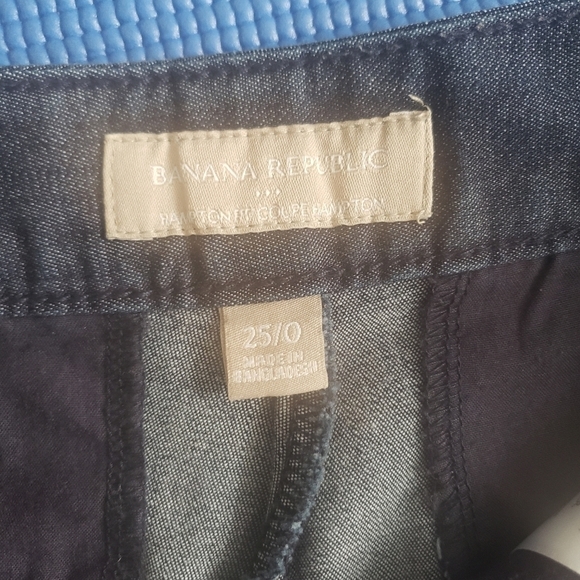 BANANA REPUBLIC
HAMPTON FIT COUPE HAMPTON
25/0
MADE IN
BANGLADESH